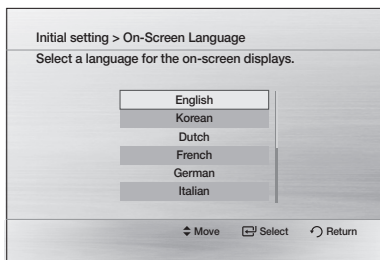 Initial setting > On-Screen Language
Select a language for the on-screen displays.
English
Korean
Dutch
French
German
Italian
Move Select Return